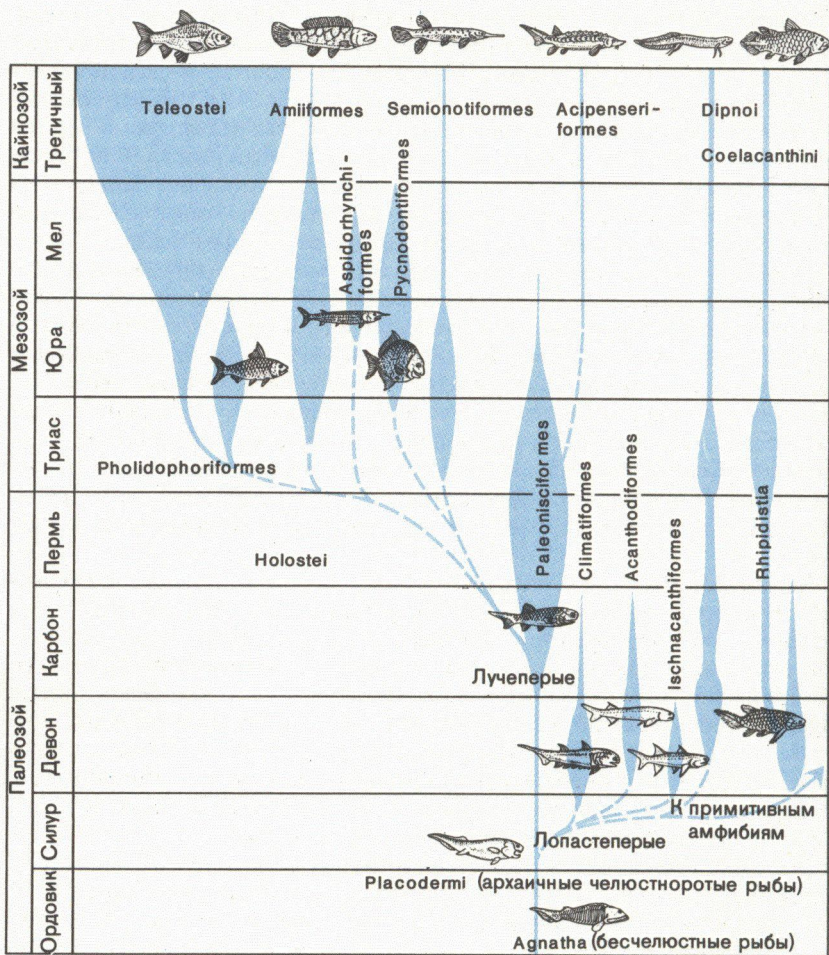 Teleostei
Amiiformes
Semionotiformes
Acipenseri-
formes
Dipnoi
Coelacanthini
Aspidorhynchi-
formes
Pycnodontiformes
Pholidophoriformes
Holostei
Paleoniscifor mes
Climatiformes
Acanthodiformes
Ischnacanthiformes
Rhipidistia
Лучеперые
К примитивным
амфибиям
Лопастеперые
Placodermi (архаичные челюстноротые рыбы)
Agnatha (бесчелюстные рыбы)
Кайнозой
Третичный
Мезозой
Мел
Юра
Триас
Палеозой
Пермь
Карбон
Девон
Силур
Ордовик